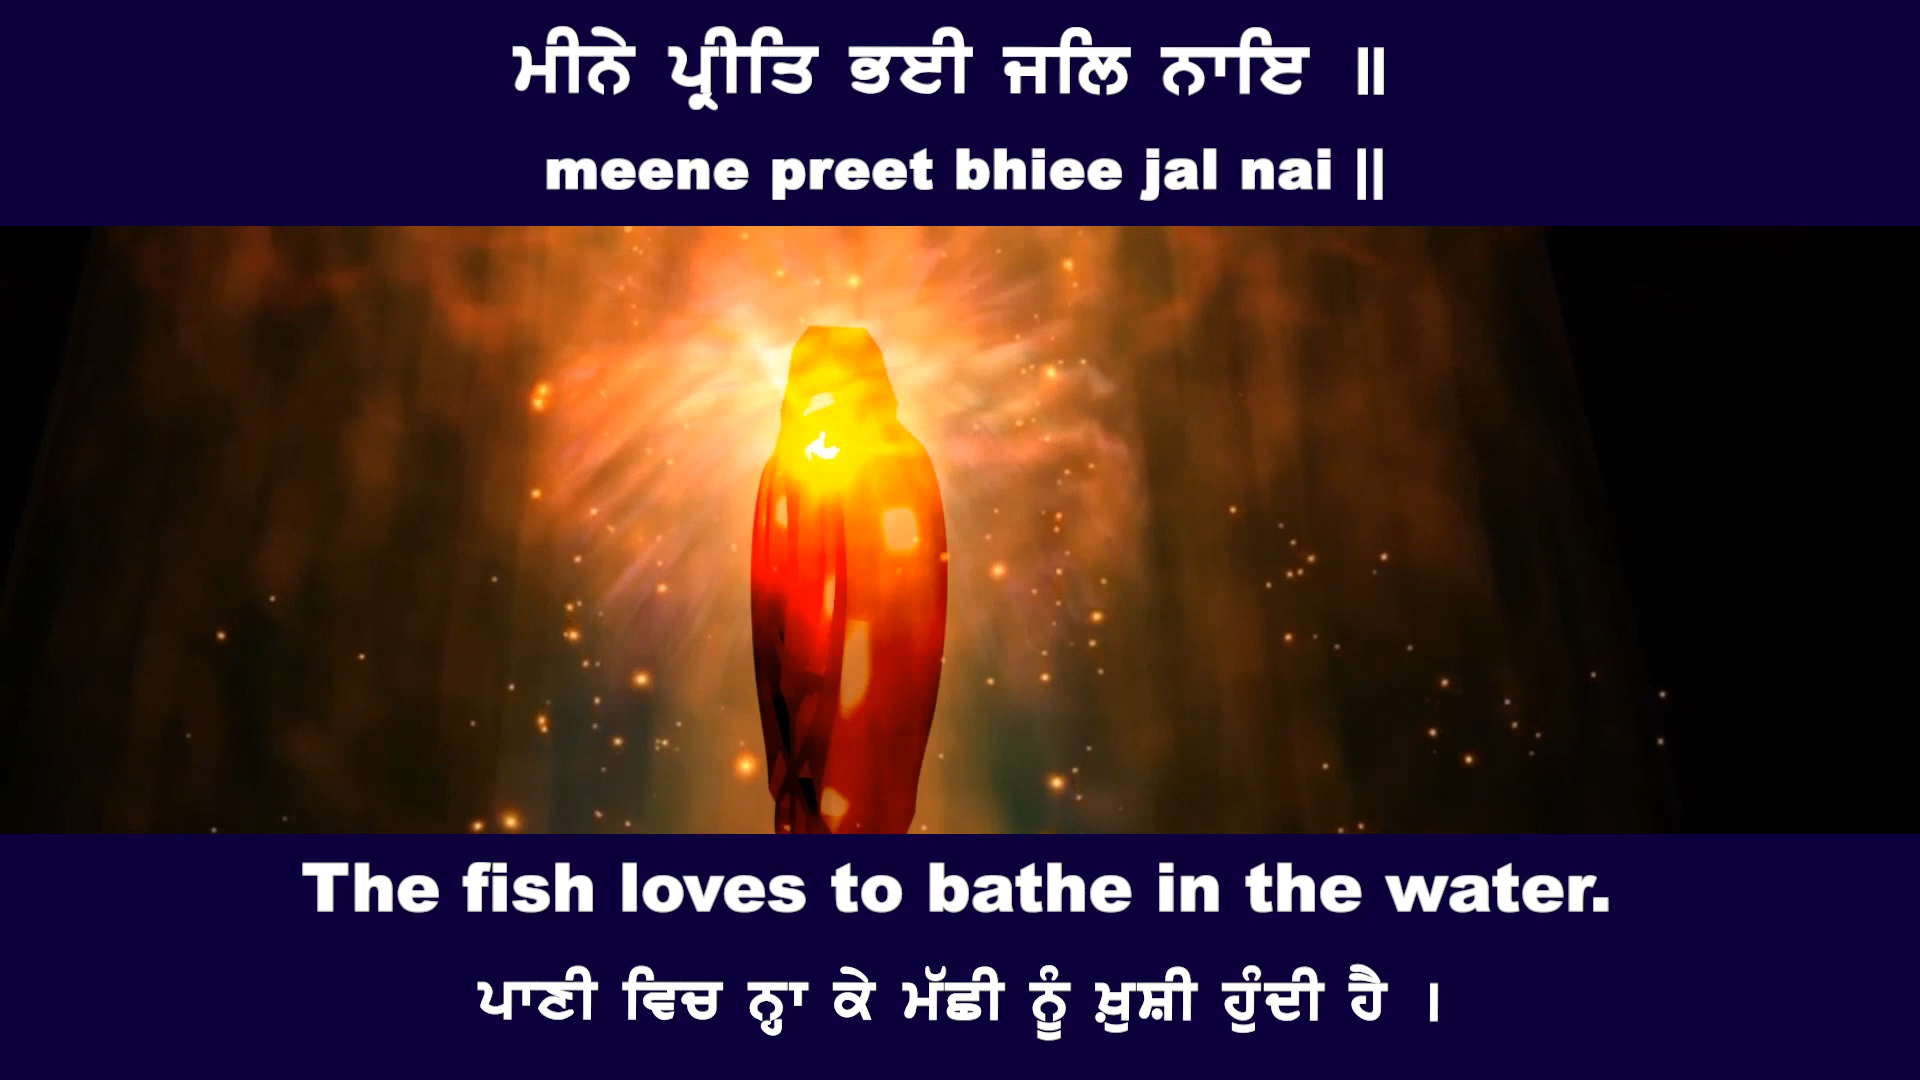 ਮੀਨੇ ਪ੍ਰੀਤਿ ਭਈ ਜਲਿ ਨਾਇ ॥
meene preet bhiee jal nai ||
The fish loves to bathe in the water.
ਪਾਣੀ ਵਿਚ ਨ੍ਹਾ ਕੇ ਮੱਛੀ ਨੂੰ ਖ਼ੁਸ਼ੀ ਹੁੰਦੀ ਹੈ ।